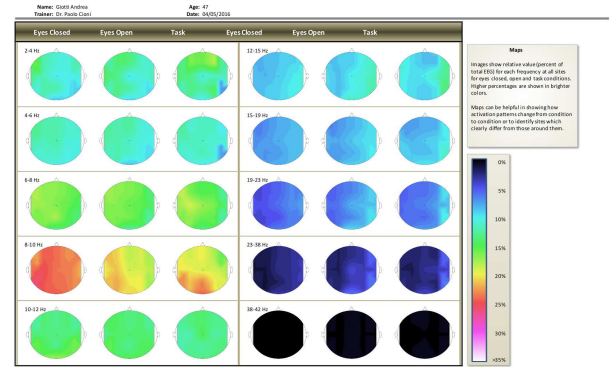 Name: Giotti Andrea
Age: 47
Trainer: Dr. Paolo Cioni
Date: 04/05/2016
Eyes Closed Eyes Open Task Eyes Closed Eyes Open Task
2-4 Hz
12-15 Hz
4-6 Hz
15-19 Hz
6-8 Hz
19-23 Hz
8-10 Hz
23-38 Hz
10-12 Hz
38-42 Hz
Maps
Images show relative value (percent of
total EEG) for each frequency at all sites
for eyes closed, open and task conditions.
Higher percentages are shown in brighter
colors.
Maps can be helpful in showing how
activation patterns change from condition
to condition or to identify sites which
clearly differ from those around them.
0%
5%
10%
15%
20%
25%
30%
>35%